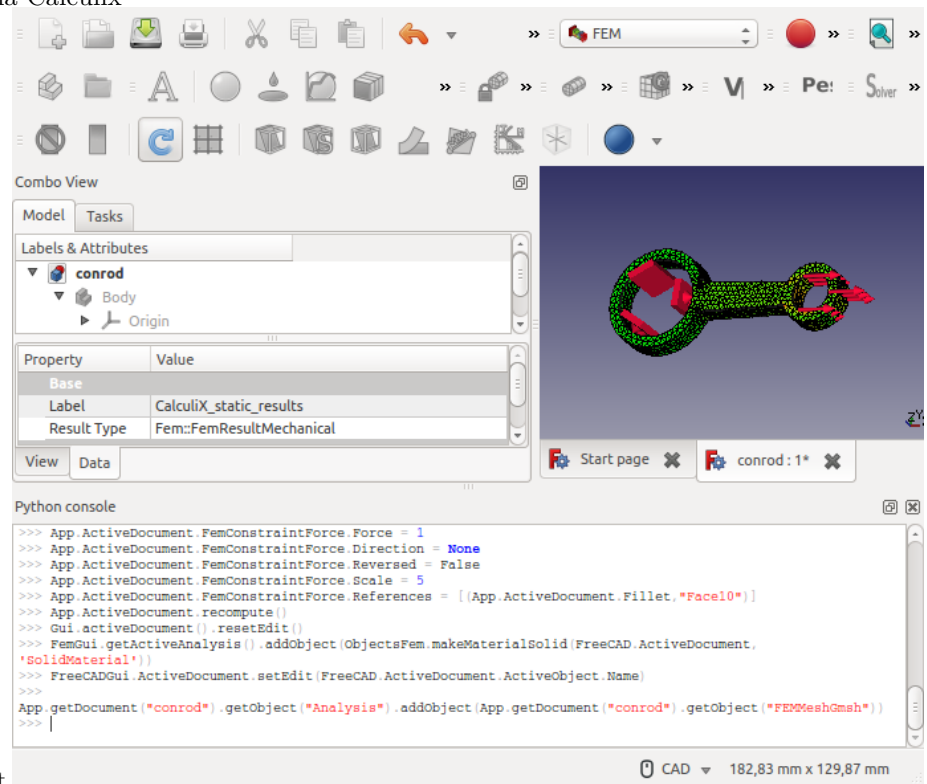 FEM
Pe:
Solver
Combo View
Model Tasks
Labels & Attributes
conrod
Body
Origin
Property Value
Base
Label CalculiX_static_results
Result Type Fem::FemResultMechanical
View Data
Start page
conrod : 1*
Python console
>>> App.ActiveDocument.FemConstraintForce.Force = 1
>>> App.ActiveDocument.FemConstraintForce.Direction = None
>>> App.ActiveDocument.FemConstraintForce.Reversed = False
>>> App.ActiveDocument.FemConstraintForce.Scale = 5
>>> App.ActiveDocument.FemConstraintForce.References = [(App.ActiveDocument.Fillet,"Face10")]
>>> App.ActiveDocument.recompute()
>>> Gui.activeDocument().resetEdit()
>>> FemGui.getActiveAnalysis().addObject(ObjectsFem.makeMaterialSolid(FreeCAD.ActiveDocument,
'SolidMaterial'))
>>> FreeCADGui.ActiveDocument.setEdit(FreeCAD.ActiveDocument.ActiveObject.Name)
>>>
App.getDocument("conrod").getObject("Analysis").addObject(App.getDocument("conrod").getObject("FEMMeshGmsh"))
>>>
CAD 182,83 mm x 129,87 mm